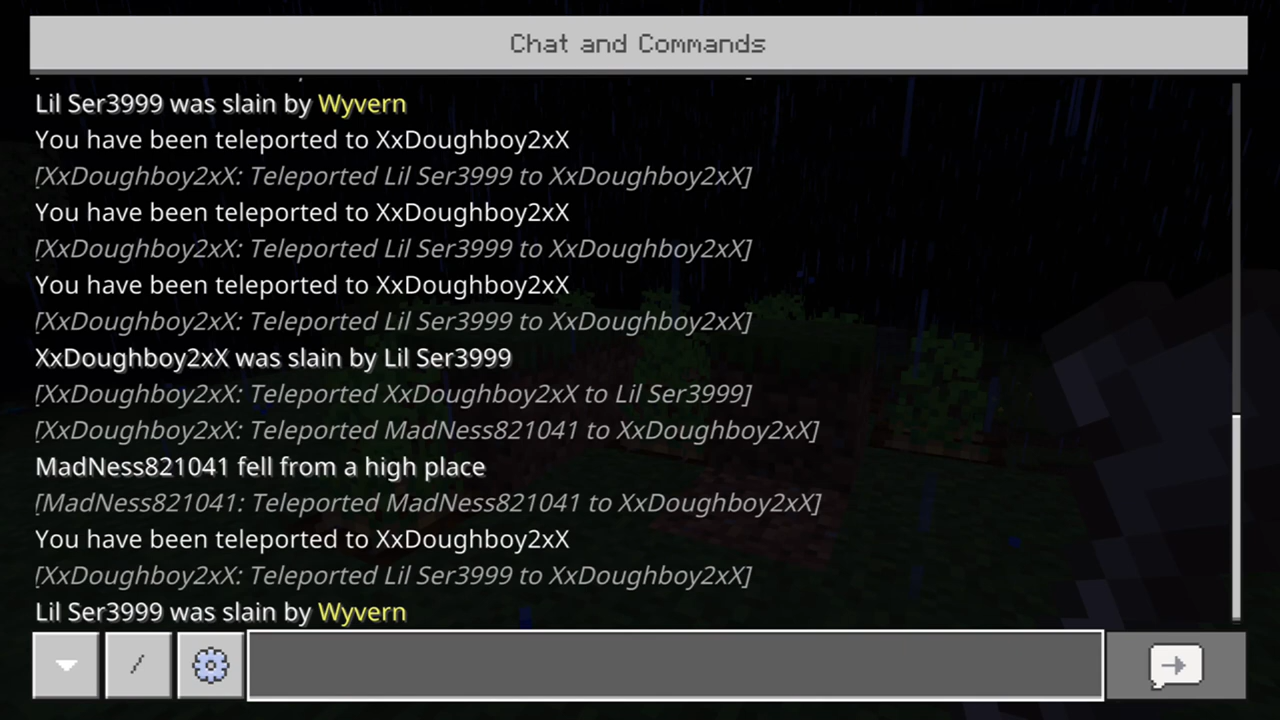 Chat and Commands
Lil Ser3999 was slain by Wyvern
You have been teleported to XxDoughboy2xX
[XxDoughboy2xX: Teleported Lil Ser3999 to XxDoughboy2xX]
You have been teleported to XxDoughboy2xX
[XxDoughboy2xX: Teleported Lil Ser3999 to XxDoughboy2xX]
You have been teleported to XxDoughboy2xX
[XxDoughboy2xX: Teleported Lil Ser3999 to XxDoughboy2xX]
XxDoughboy2xX was slain by Lil Ser3999
[XxDoughboy2xX: Teleported XxDoughboy2xX to Lil Ser3999]
[XxDoughboy2xX: Teleported MadNess821041 to XxDoughboy2xX]
MadNess821041 fell from a high place
[MadNess821041: Teleported MadNess821041 to XxDoughboy2xX]
You have been teleported to XxDoughboy2xX
[XxDoughboy2xX: Teleported Lil Ser3999 to XxDoughboy2xX]
Lil Ser3999 was slain by Wyvern
/